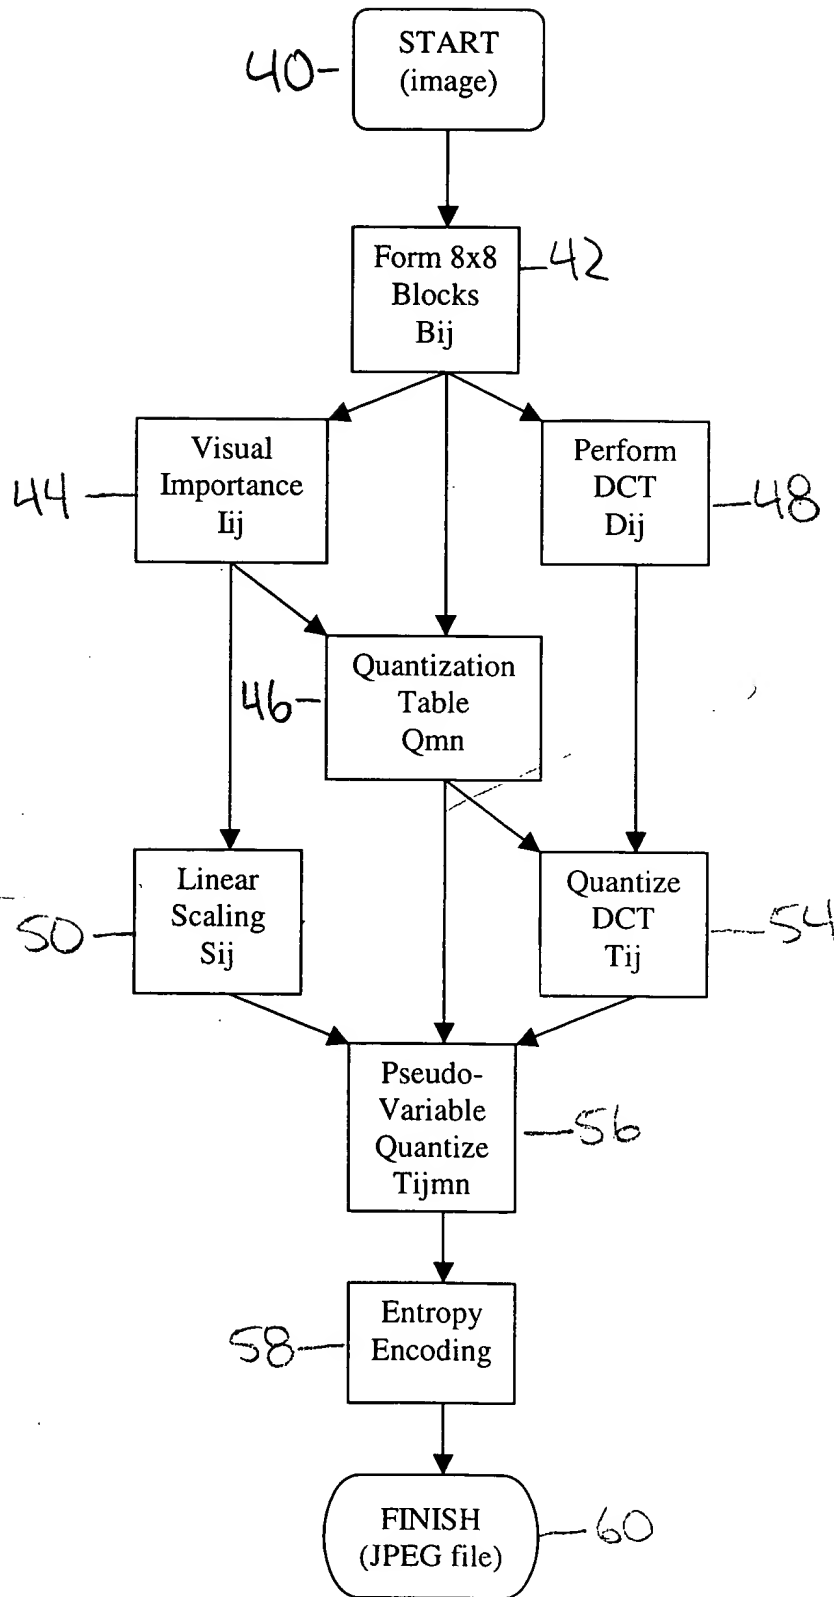 START
(image)
40
Form 8x8
Blocks
Bij
42
Visual
Importance
Iij
44
Perform
DCT
Dij
48
Quantization
Table
Qmn
46
Linear
Scaling
Sij
50
Quantize
DCT
Tij
54
Pseudo-
Variable
Quantize
Tijmn
56
Entropy
Encoding
58
FINISH
(JPEG file)
60